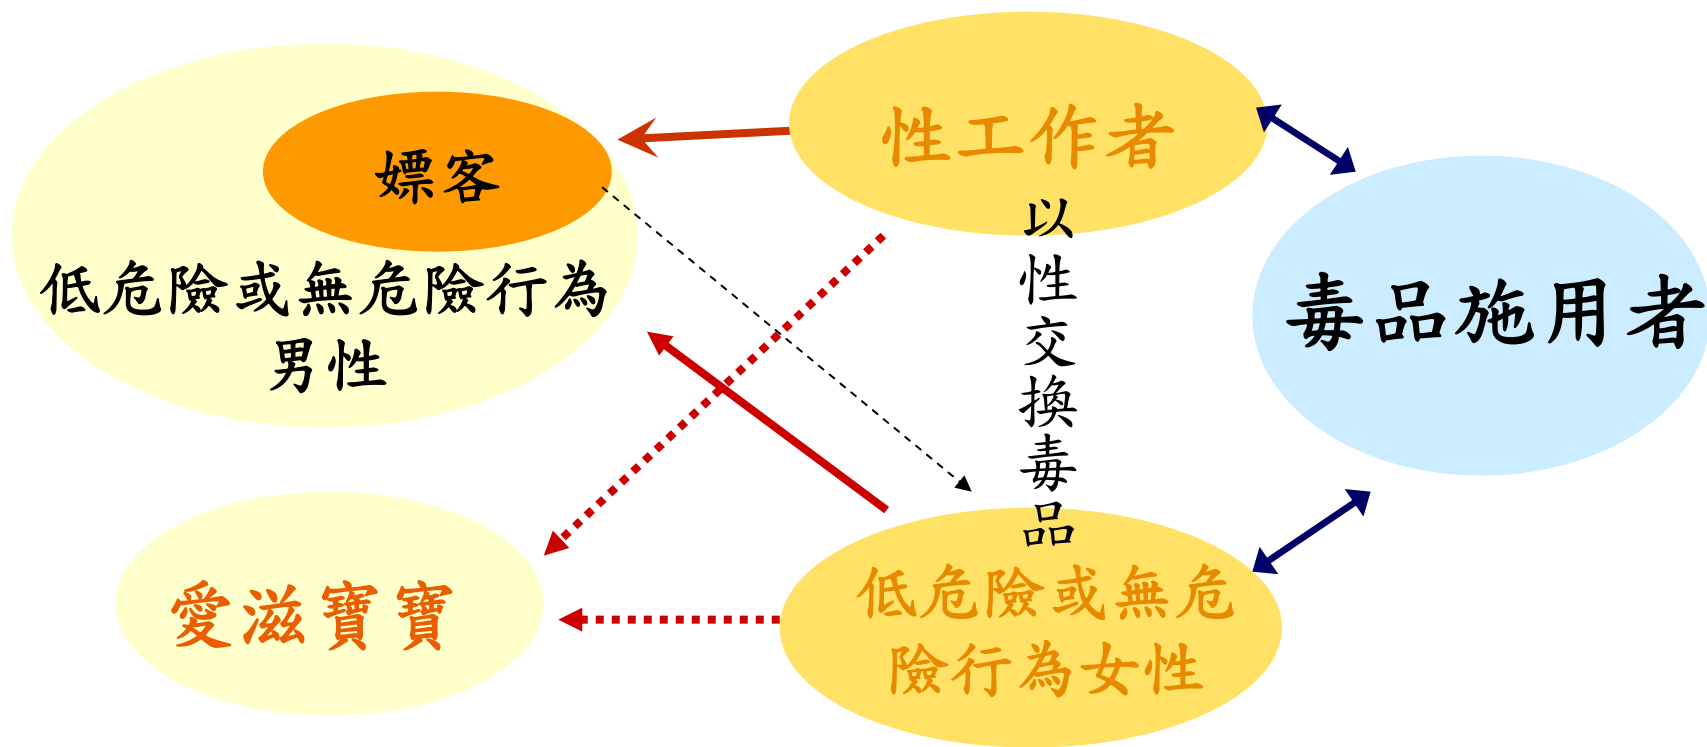 性工作者
嫖客
以性交換毒品
低危險或無危險行為
男性
毒品施用者
愛滋寶寶
低危險或無危
險行為女性